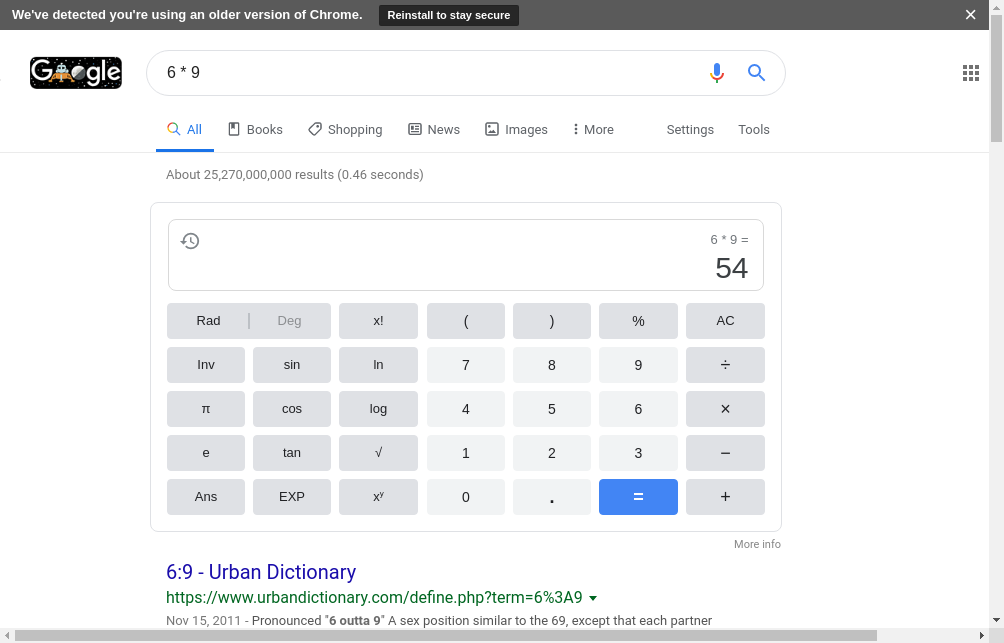 We've detected you're using an older version of Chrome. Reinstall to stay secure
Google
6 * 9
All Books Shopping News Images More Settings Tools
About 25,270,000,000 results (0.46 seconds)
6 * 9 =
54
Rad Deg x! ( ) % AC
Inv sin ln 7 8 9 ÷
π cos log 4 5 6 ×
e tan √ 1 2 3 −
Ans EXP xʸ 0 . = +
More info
6:9 - Urban Dictionary
https://www.urbandictionary.com/define.php?term=6%3A9
Nov 15, 2011 - Pronounced "6 outta 9" A sex position similar to the 69, except that each partner